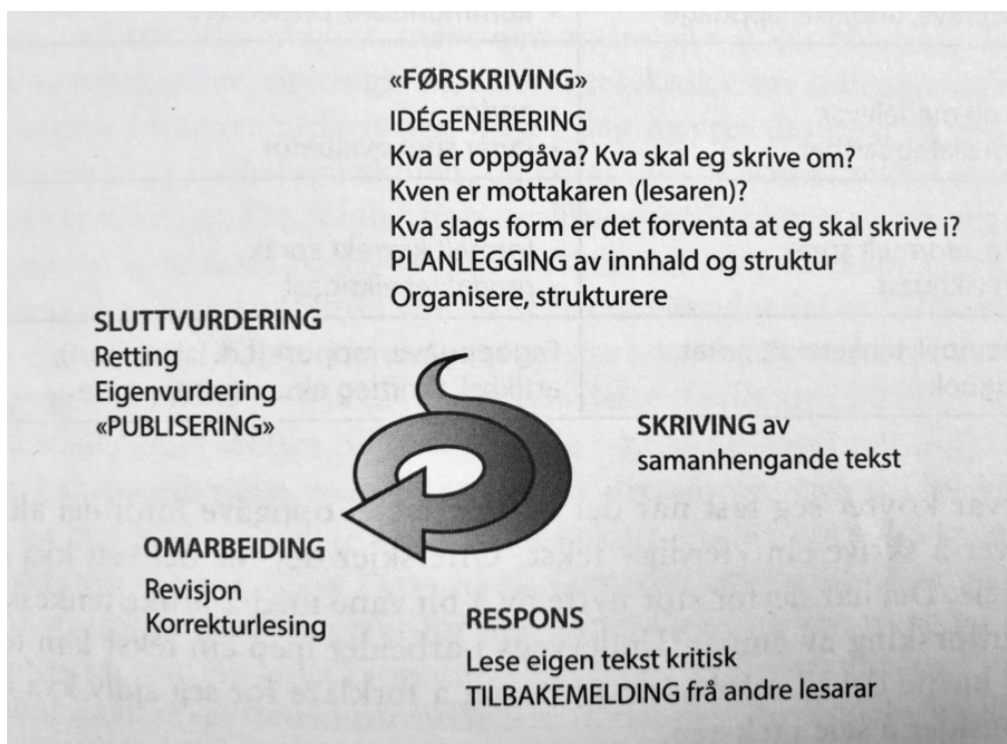 «FØRSKRIVING»
IDÉGENERERING
Kva er oppgåva? Kva skal eg skrive om?
Kven er mottakaren (lesaren)?
Kva slags form er det forventa at eg skal skrive i?
PLANLEGGING av innhald og struktur
Organisere, strukturere
SKRIVING av
samanhengande tekst
RESPONS
Lese eigen tekst kritisk
TILBAKEMELDING frå andre lesarar
OMARBEIDING
Revisjon
Korrekturlesing
SLUTTVURDERING
Retting
Eigenvurdering
«PUBLISERING»